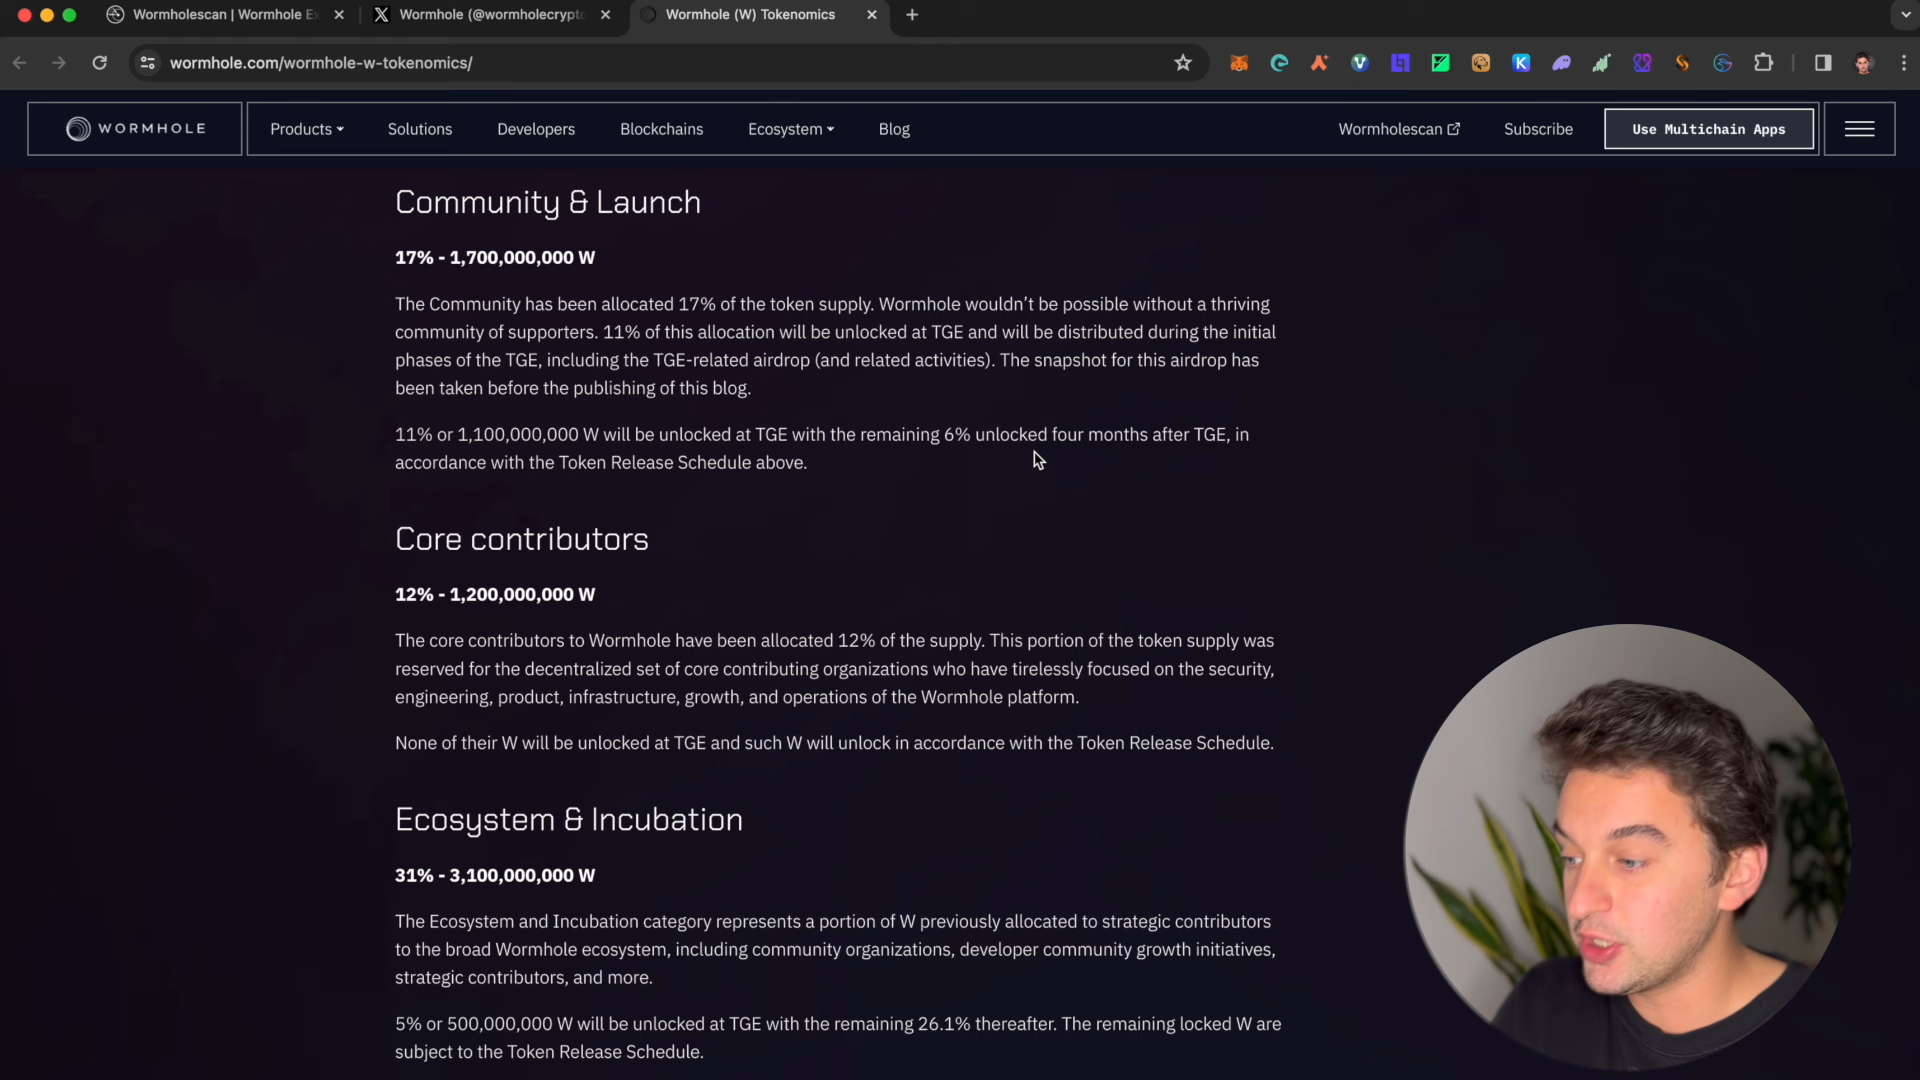 Wormholescan | Wormhole Ex
Wormhole (@wormholecrypto
Wormhole (W) Tokenomics
wormhole.com/wormhole-w-tokenomics/
WORMHOLE
Products
Solutions
Developers
Blockchains
Ecosystem
Blog
Wormholescan
Subscribe
Use Multichain Apps
Community & Launch
17% - 1,700,000,000 W
The Community has been allocated 17% of the token supply. Wormhole wouldn’t be possible without a thriving
community of supporters. 11% of this allocation will be unlocked at TGE and will be distributed during the initial
phases of the TGE, including the TGE-related airdrop (and related activities). The snapshot for this airdrop has
been taken before the publishing of this blog.
11% or 1,100,000,000 W will be unlocked at TGE with the remaining 6% unlocked four months after TGE, in
accordance with the Token Release Schedule above.
Core contributors
12% - 1,200,000,000 W
The core contributors to Wormhole have been allocated 12% of the supply. This portion of the token supply was
reserved for the decentralized set of core contributing organizations who have tirelessly focused on the security,
engineering, product, infrastructure, growth, and operations of the Wormhole platform.
None of their W will be unlocked at TGE and such W will unlock in accordance with the Token Release Schedule.
Ecosystem & Incubation
31% - 3,100,000,000 W
The Ecosystem and Incubation category represents a portion of W previously allocated to strategic contributors
to the broad Wormhole ecosystem, including community organizations, developer community growth initiatives,
strategic contributors, and more.
5% or 500,000,000 W will be unlocked at TGE with the remaining 26.1% thereafter. The remaining locked W are
subject to the Token Release Schedule.